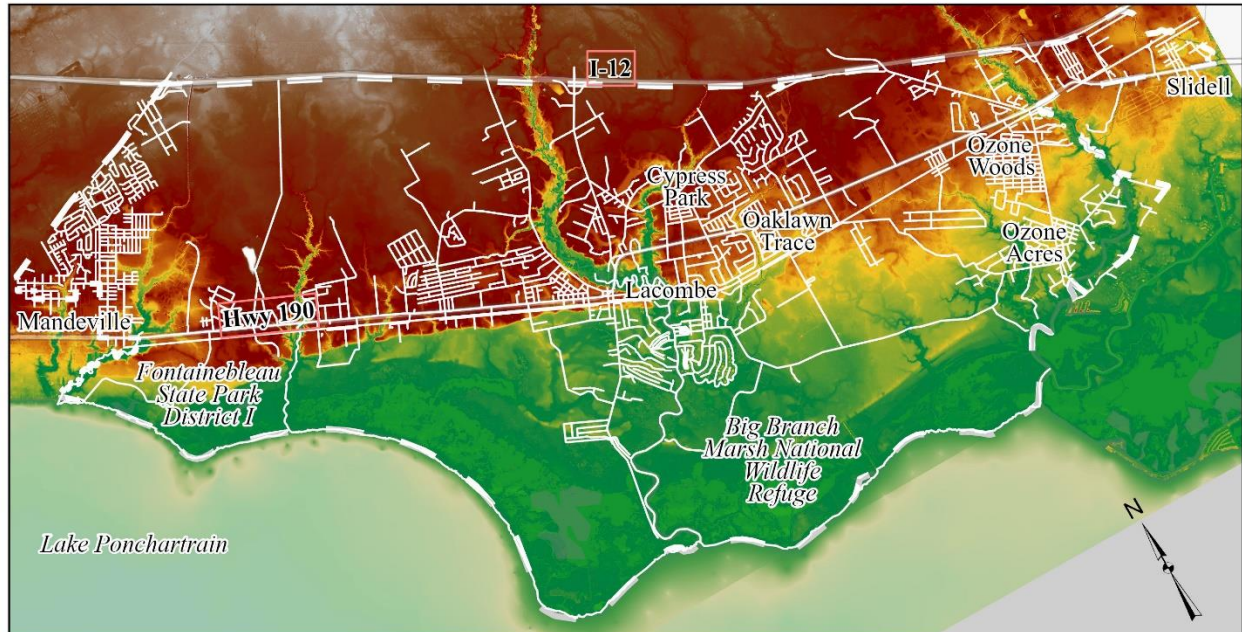 I-12
Slidell
Ozone
Woods
Cypress
Park
Oaklawn
Trace
Ozone
Acres
Lacombe
Mandeville
Hwy 190
Fontainebleau
State Park
District I
Big Branch
Marsh National
Wildlife
Refuge
Lake Ponchartrain
N